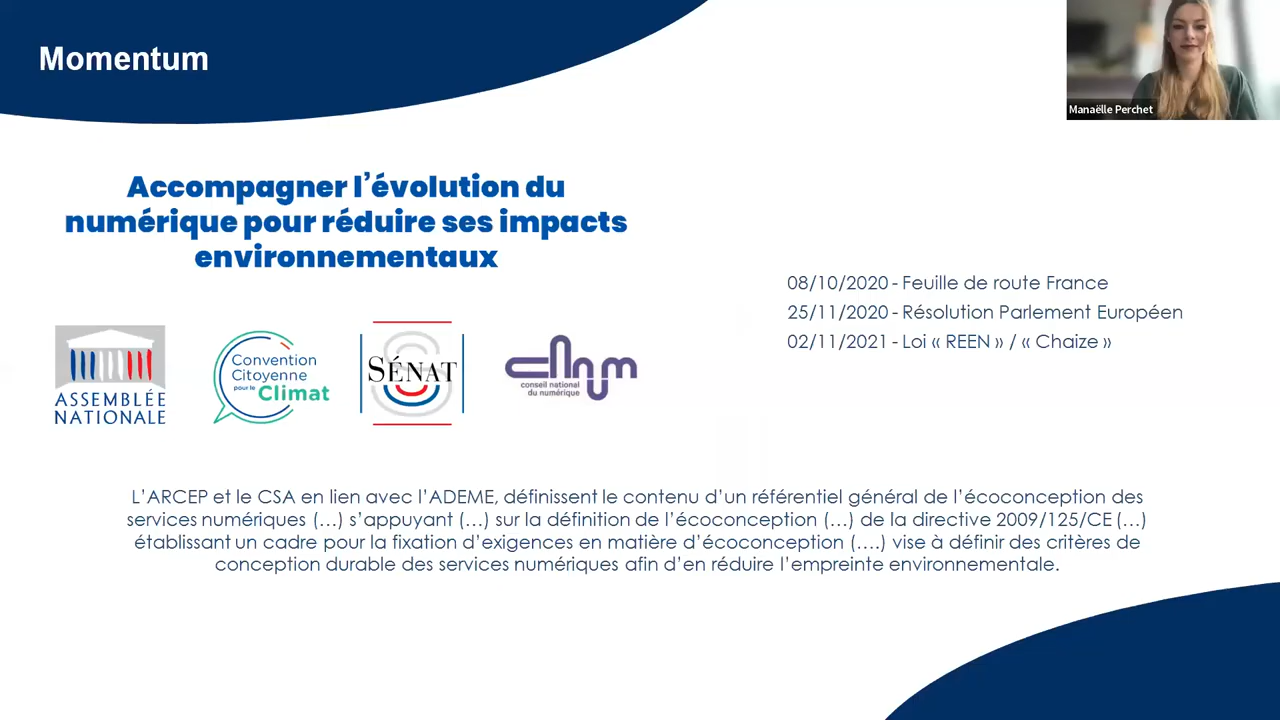 Momentum
Manaëlle Perchet
Accompagner l’évolution du
numérique pour réduire ses impacts
environnementaux
08/10/2020 - Feuille de route France
25/11/2020 - Résolution Parlement Européen
02/11/2021 - Loi « REEN » / « Chaize »
ASSEMBLÉE
NATIONALE
Convention
Citoyenne
pour le
Climat
SÉNAT
cnnum
conseil national
du numérique
L’ARCEP et le CSA en lien avec l’ADEME, définissent le contenu d’un référentiel général de l’écoconception des
services numériques (…) s’appuyant (…) sur la définition de l’écoconception (…) de la directive 2009/125/CE (…)
établissant un cadre pour la fixation d’exigences en matière d’écoconception (….) vise à définir des critères de
conception durable des services numériques afin d’en réduire l’empreinte environnementale.